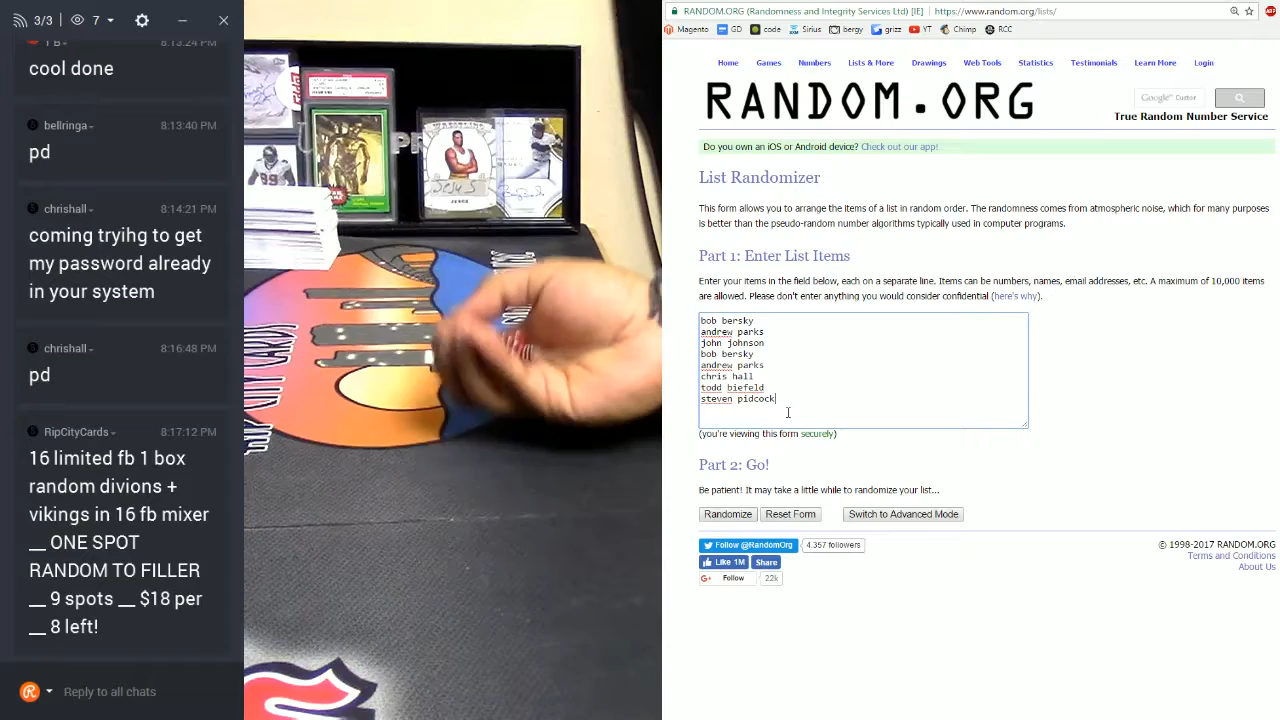 3/3 7
T B 8:13:24 PM
cool done
bellringa 8:13:40 PM
pd
chrishall 8:14:21 PM
coming tryihg to get
my password already
in your system
chrishall 8:16:48 PM
pd
RipCityCards 8:17:12 PM
16 limited fb 1 box
random divions +
vikings in 16 fb mixer
__ ONE SPOT
RANDOM TO FILLER
__ 9 spots __ $18 per
__ 8 left!
Reply to all chats
RANDOM.ORG (Randomness and Integrity Services Ltd) [IE] https://www.random.org/lists/
Magento GD code Sirius bergy grizz YT Chimp RCC
Home Games Numbers Lists & More Drawings Web Tools Statistics Testimonials Learn More Login
RANDOM.ORG
Google™ Custor
True Random Number Service
Do you own an iOS or Android device? Check out our app!
List Randomizer
This form allows you to arrange the items of a list in random order. The randomness comes from atmospheric noise, which for many purposes
is better than the pseudo-random number algorithms typically used in computer programs.
Part 1: Enter List Items
Enter your items in the field below, each on a separate line. Items can be numbers, names, email addresses, etc. A maximum of 10,000 items
are allowed. Please don't enter anything you would consider confidential (here's why).
bob bersky
andrew parks
john johnson
bob bersky
andrew parks
chris hall
todd biefeld
steven pidcock
(you're viewing this form securely)
Part 2: Go!
Be patient! It may take a little while to randomize your list...
Randomize Reset Form Switch to Advanced Mode
Follow @RandomOrg 4,357 followers
Like 1M Share
G+ Follow 22k
© 1998-2017 RANDOM.ORG
Terms and Conditions
About Us